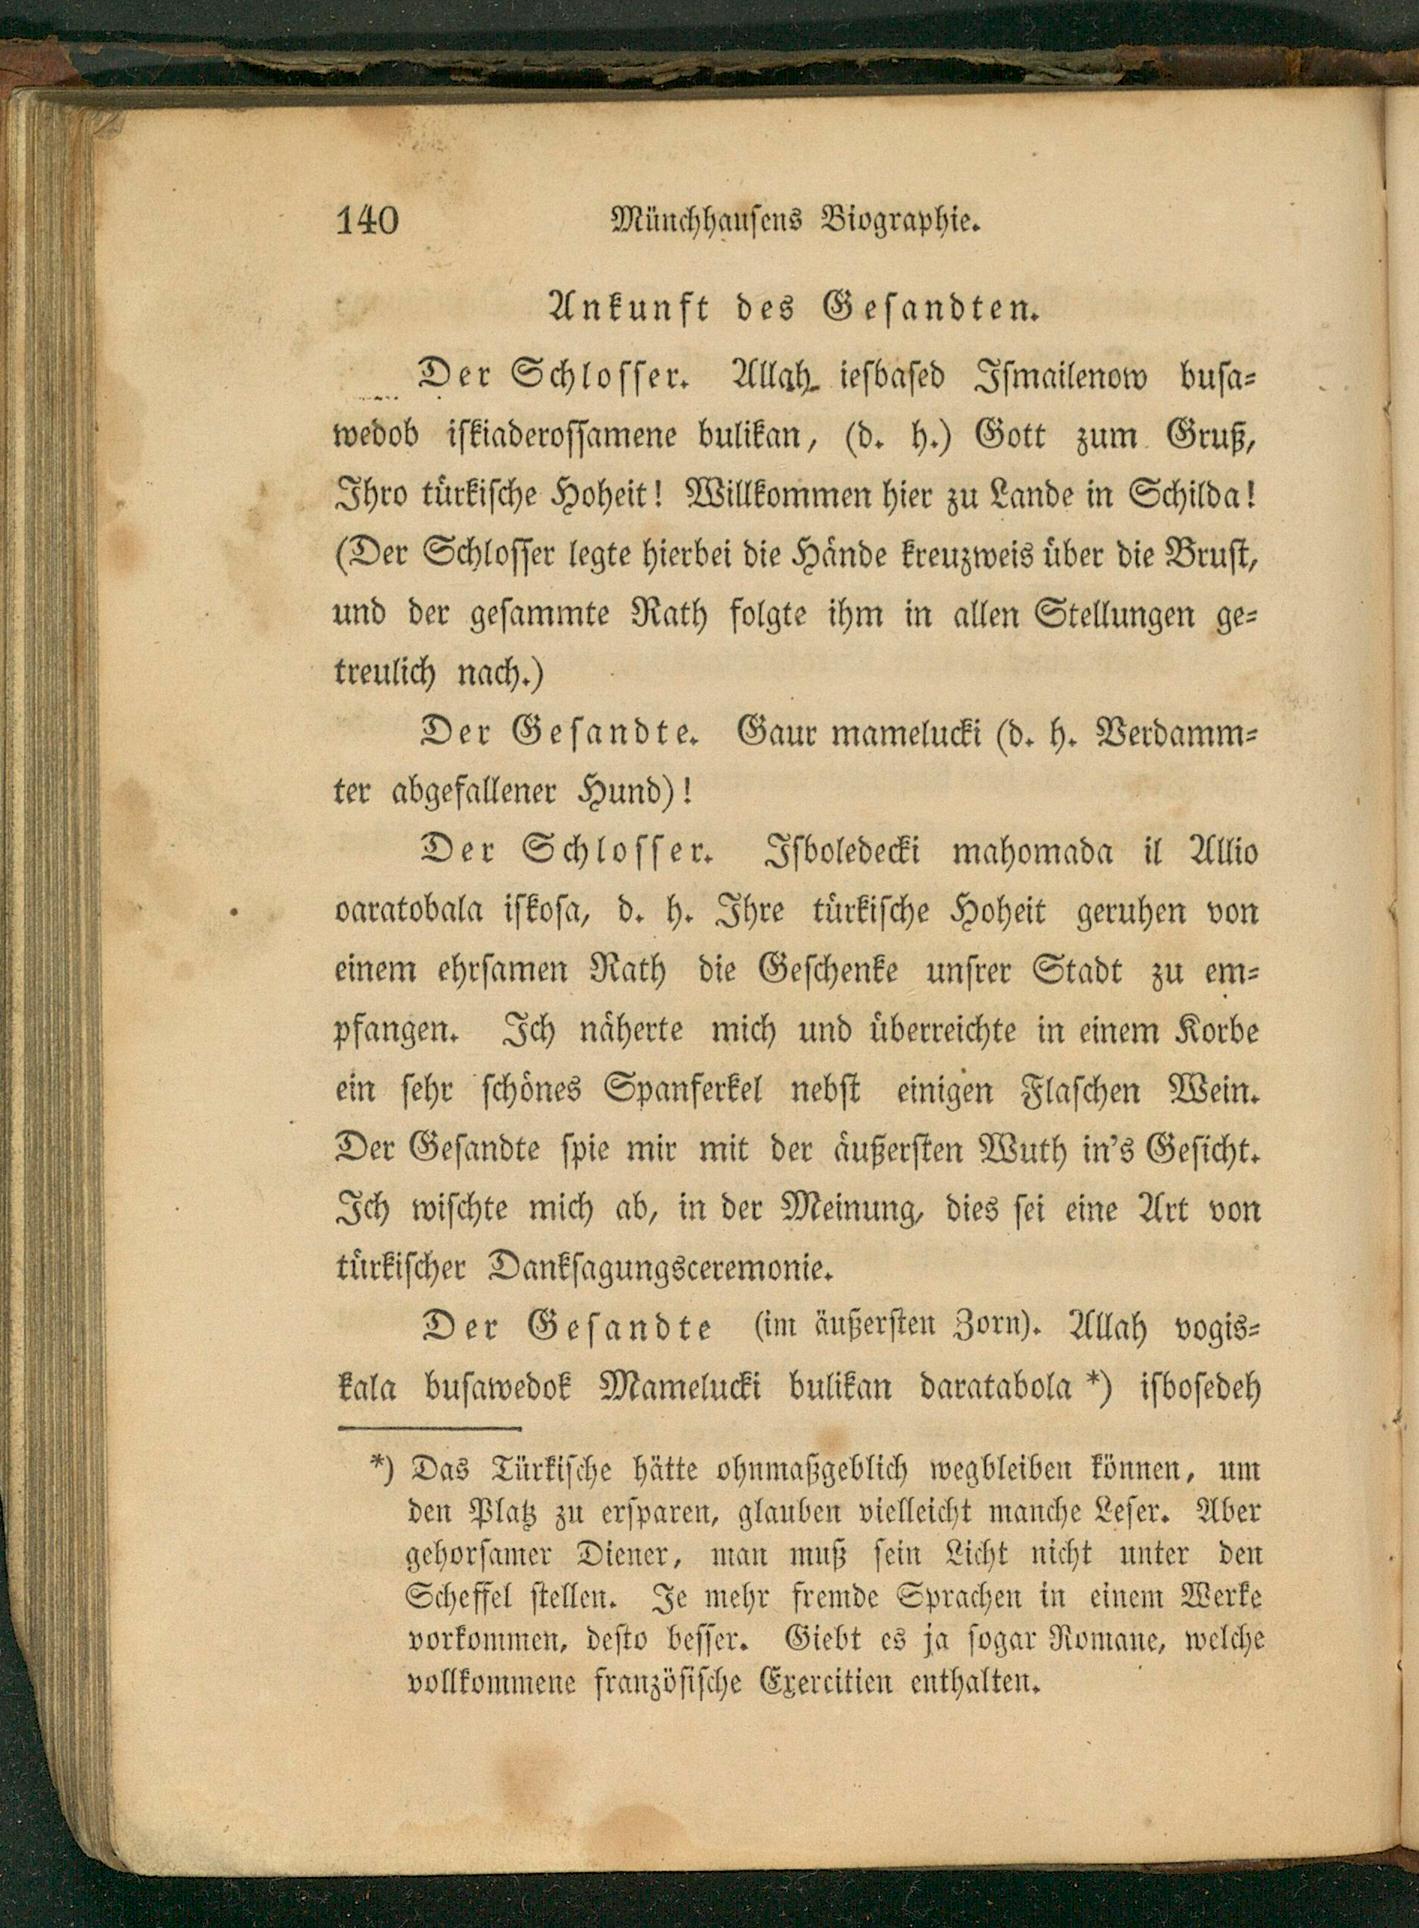 140 Münchhausens Biographie.
Ankunft des Gesandten.
Der Schlosser. Allah iesbased Ismailenow busa-
wedob iskiaderossamene bulikan, (d. h.) Gott zum Gruß,
Ihro türkische Hoheit! Willkommen hier zu Lande in Schilda!
(Der Schlosser legte hierbei die Hände kreuzweis über die Brust,
und der gesammte Rath folgte ihm in allen Stellungen ge-
treulich nach.)
Der Gesandte. Gaur mamelucki (d. h. Verdamm-
ter abgefallener Hund)!
Der Schlosser. Isboledecki mahomada il Allio
oaratobala iskosa, d. h. Ihre türkische Hoheit geruhen von
einem ehrsamen Rath die Geschenke unsrer Stadt zu em-
pfangen. Ich näherte mich und überreichte in einem Korbe
ein sehr schönes Spanferkel nebst einigen Flaschen Wein.
Der Gesandte spie mir mit der äußersten Wuth in's Gesicht.
Ich wischte mich ab, in der Meinung, dies sei eine Art von
türkischer Danksagungsceremonie.
Der Gesandte (im äußersten Zorn). Allah vogis-
kala busawedok Mamelucki bulikan daratabola *) isbosedeh
*) Das Türkische hätte ohnmaßgeblich wegbleiben können, um
den Platz zu ersparen, glauben vielleicht manche Leser. Aber
gehorsamer Diener, man muß sein Licht nicht unter den
Scheffel stellen. Je mehr fremde Sprachen in einem Werke
vorkommen, desto besser. Giebt es ja sogar Romane, welche
vollkommene französische Exercitien enthalten.